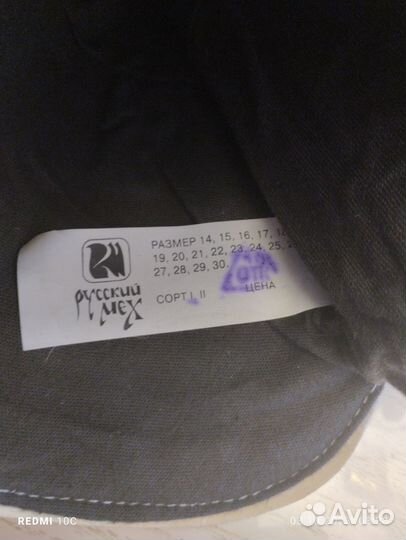 РАЗМЕР 14, 15, 16, 17, 18
19, 20, 21, 22, 23, 24, 25,
27, 28, 29, 30.
СОРТ I, II ЦЕНА
русский
мех
REDMI 10C
Avito